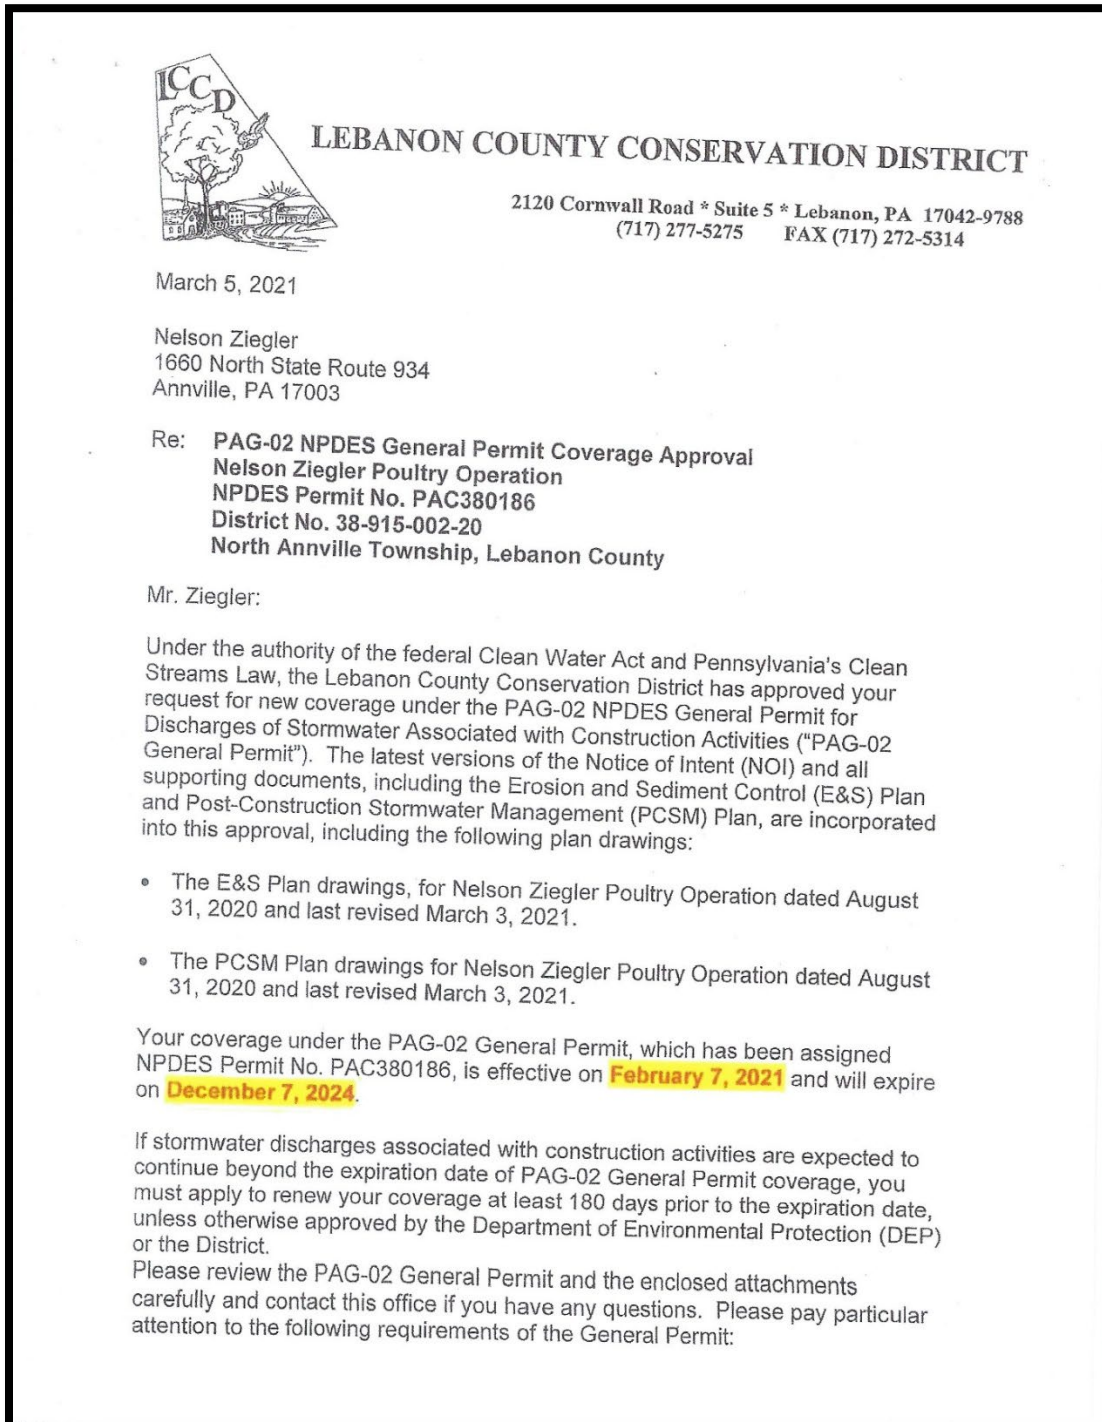 LCCD
LEBANON COUNTY CONSERVATION DISTRICT
2120 Cornwall Road * Suite 5 * Lebanon, PA 17042-9788
(717) 277-5275 FAX (717) 272-5314
March 5, 2021
Nelson Ziegler
1660 North State Route 934
Annville, PA 17003
Re: PAG-02 NPDES General Permit Coverage Approval
Nelson Ziegler Poultry Operation
NPDES Permit No. PAC380186
District No. 38-915-002-20
North Annville Township, Lebanon County
Mr. Ziegler:
Under the authority of the federal Clean Water Act and Pennsylvania's Clean
Streams Law, the Lebanon County Conservation District has approved your
request for new coverage under the PAG-02 NPDES General Permit for
Discharges of Stormwater Associated with Construction Activities ("PAG-02
General Permit"). The latest versions of the Notice of Intent (NOI) and all
supporting documents, including the Erosion and Sediment Control (E&S) Plan
and Post-Construction Stormwater Management (PCSM) Plan, are incorporated
into this approval, including the following plan drawings:
• The E&S Plan drawings, for Nelson Ziegler Poultry Operation dated August
31, 2020 and last revised March 3, 2021.
• The PCSM Plan drawings for Nelson Ziegler Poultry Operation dated August
31, 2020 and last revised March 3, 2021.
Your coverage under the PAG-02 General Permit, which has been assigned
NPDES Permit No. PAC380186, is effective on February 7, 2021 and will expire
on December 7, 2024.
If stormwater discharges associated with construction activities are expected to
continue beyond the expiration date of PAG-02 General Permit coverage, you
must apply to renew your coverage at least 180 days prior to the expiration date,
unless otherwise approved by the Department of Environmental Protection (DEP)
or the District.
Please review the PAG-02 General Permit and the enclosed attachments
carefully and contact this office if you have any questions. Please pay particular
attention to the following requirements of the General Permit: